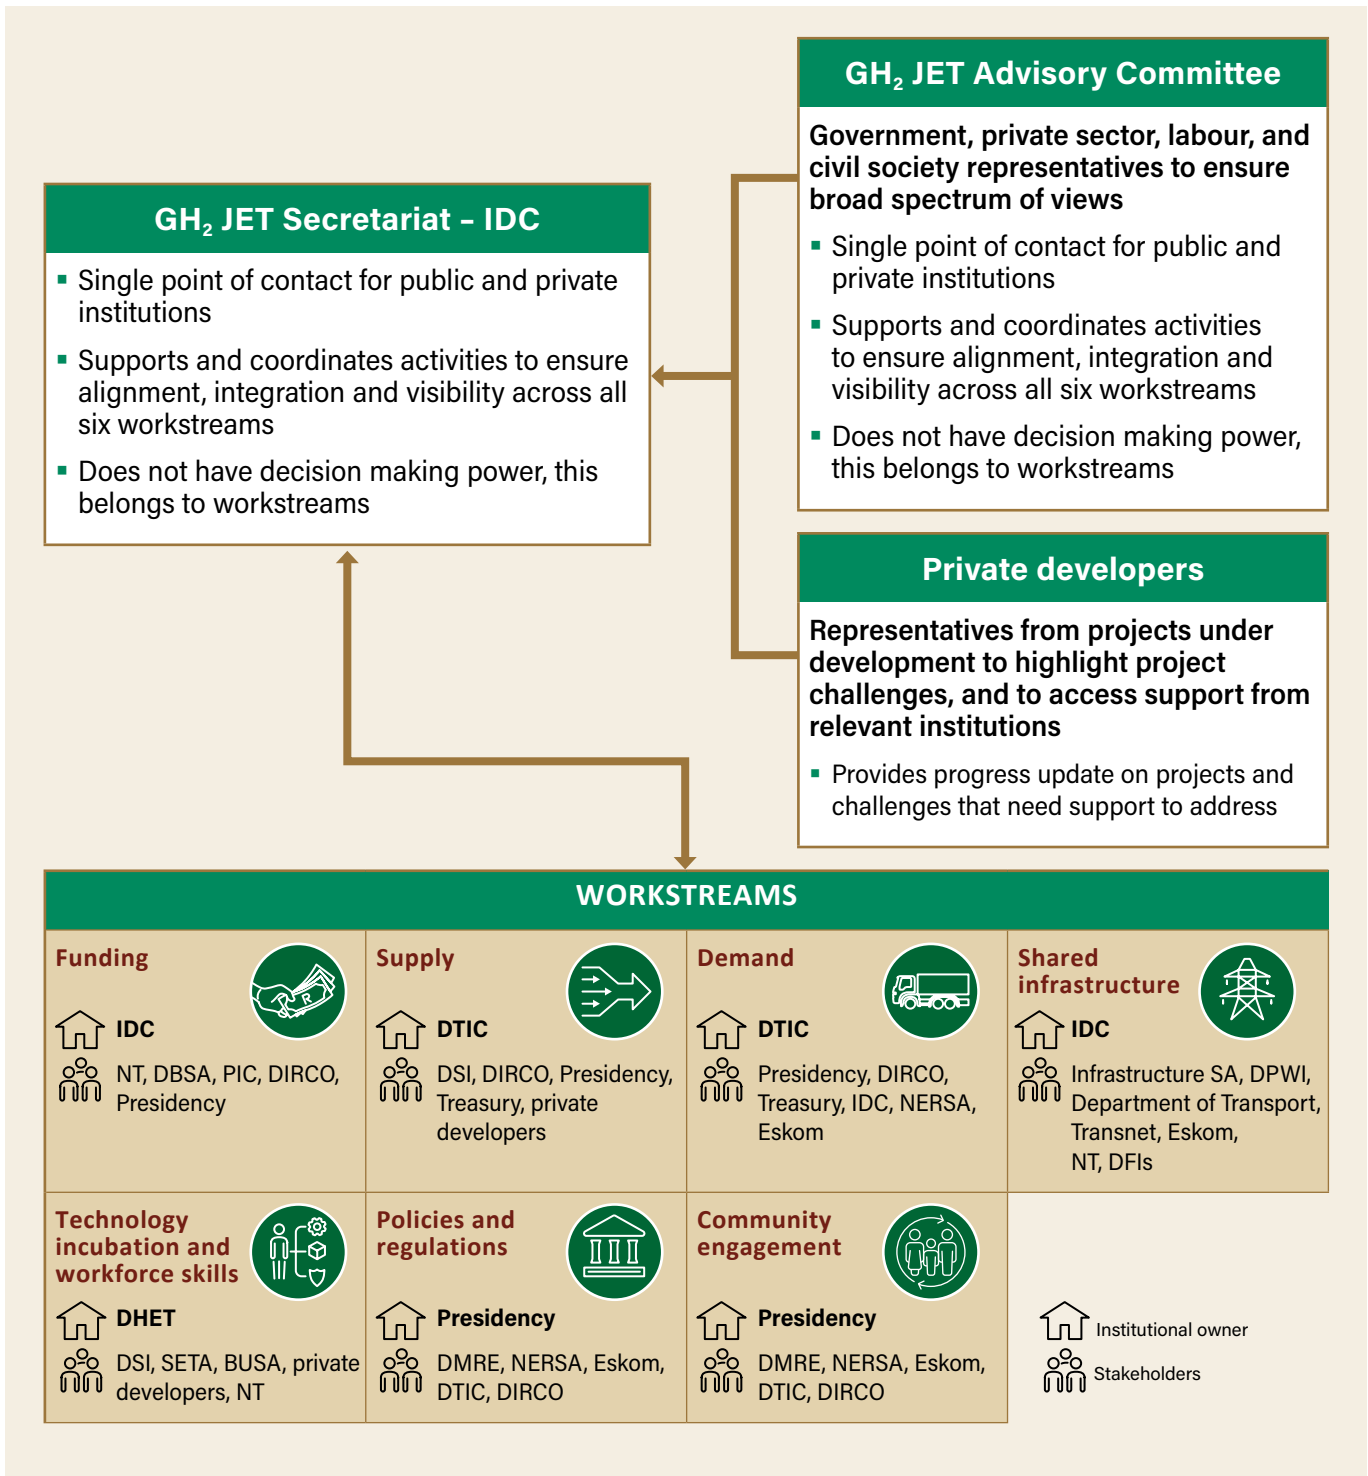 GH₂ JET Advisory Committee
Government, private sector, labour, and
civil society representatives to ensure
broad spectrum of views
▪ Single point of contact for public and
private institutions
▪ Supports and coordinates activities
to ensure alignment, integration and
visibility across all six workstreams
▪ Does not have decision making power,
this belongs to workstreams
GH₂ JET Secretariat – IDC
▪ Single point of contact for public and private
institutions
▪ Supports and coordinates activities to ensure
alignment, integration and visibility across all
six workstreams
▪ Does not have decision making power, this
belongs to workstreams
Private developers
Representatives from projects under
development to highlight project
challenges, and to access support from
relevant institutions
▪ Provides progress update on projects and
challenges that need support to address
WORKSTREAMS
Funding
R
IDC
NT, DBSA, PIC, DIRCO,
Presidency
Supply
DTIC
DSI, DIRCO, Presidency,
Treasury, private
developers
Demand
DTIC
Presidency, DIRCO,
Treasury, IDC, NERSA,
Eskom
Shared
infrastructure
IDC
Infrastructure SA, DPWI,
Department of Transport,
Transnet, Eskom,
NT, DFIs
Technology
incubation and
workforce skills
DHET
DSI, SETA, BUSA, private
developers, NT
Policies and
regulations
Presidency
DMRE, NERSA, Eskom,
DTIC, DIRCO
Community
engagement
Presidency
DMRE, NERSA, Eskom,
DTIC, DIRCO
Institutional owner
Stakeholders